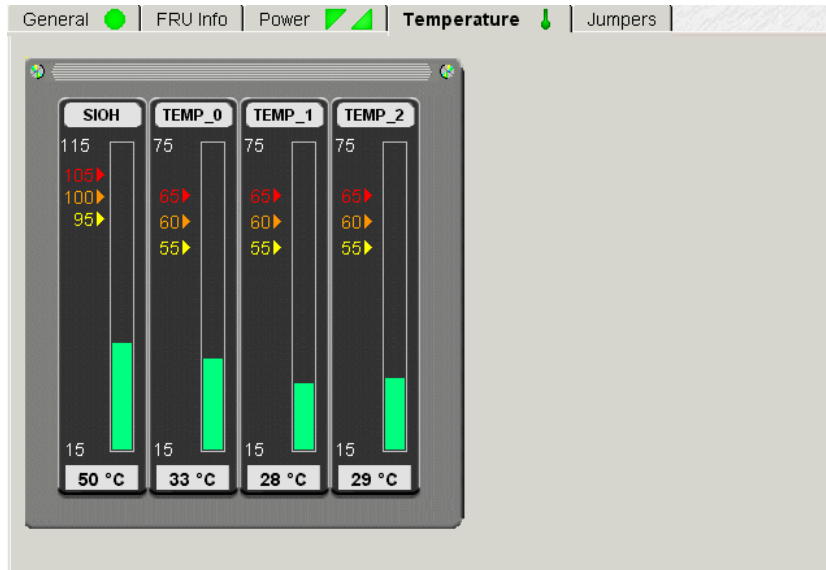 General FRU Info Power Temperature Jumpers
SIOH TEMP_0 TEMP_1 TEMP_2
115 75 75 75
105
100 65 65 65
95 60 60 60
55 55 55
15 15 15 15
50 °C 33 °C 28 °C 29 °C